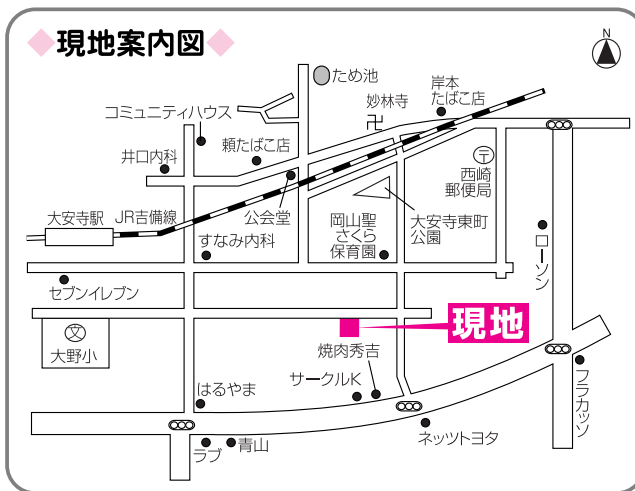 ◆現地案内図◆
N
ため池
コミュニティハウス
妙林寺
岸本
たばこ店
頼たばこ店
井口内科
〒
西崎
郵便局
大安寺駅
JR吉備線
公会堂
すなみ内科
岡山聖
さくら
保育園
大安寺東町
公園
ローソン
セブンイレブン
現地
文
大野小
焼肉秀吉
サークルK
はるやま
フラカッソ
ラブ
青山
ネッツトヨタ